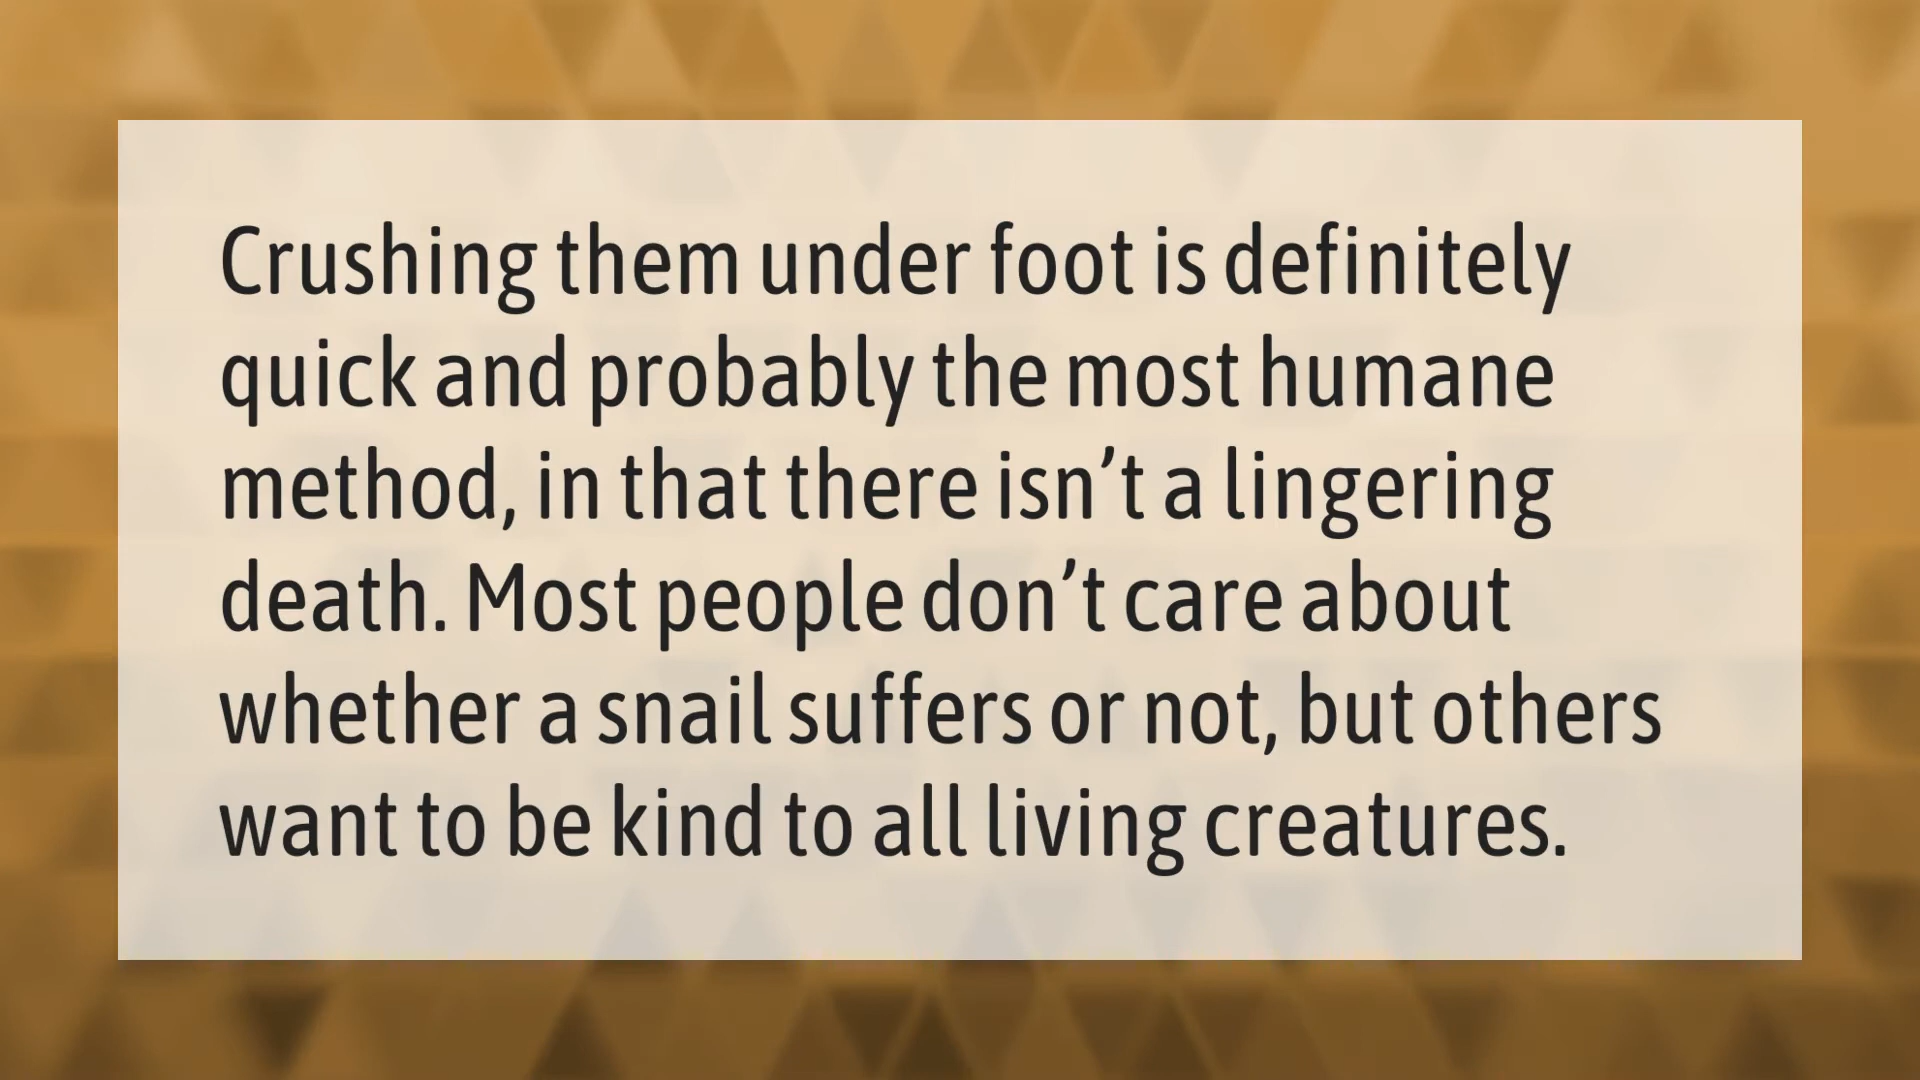 Crushing them under foot is definitely
quick and probably the most humane
method, in that there isn’t a lingering
death. Most people don’t care about
whether a snail suffers or not, but others
want to be kind to all living creatures.